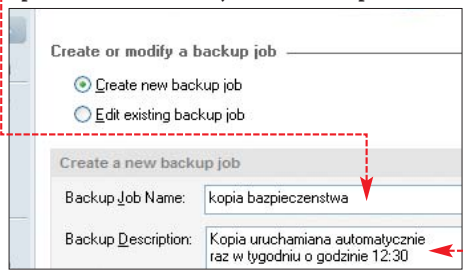 Create or modify a backup job
Create new backup job
Edit existing backup job
Create a new backup job
Backup Job Name: kopia bazpieczenstwa
Backup Description: Kopia uruchamiana automatycznie
raz w tygodniu o godzinie 12:30